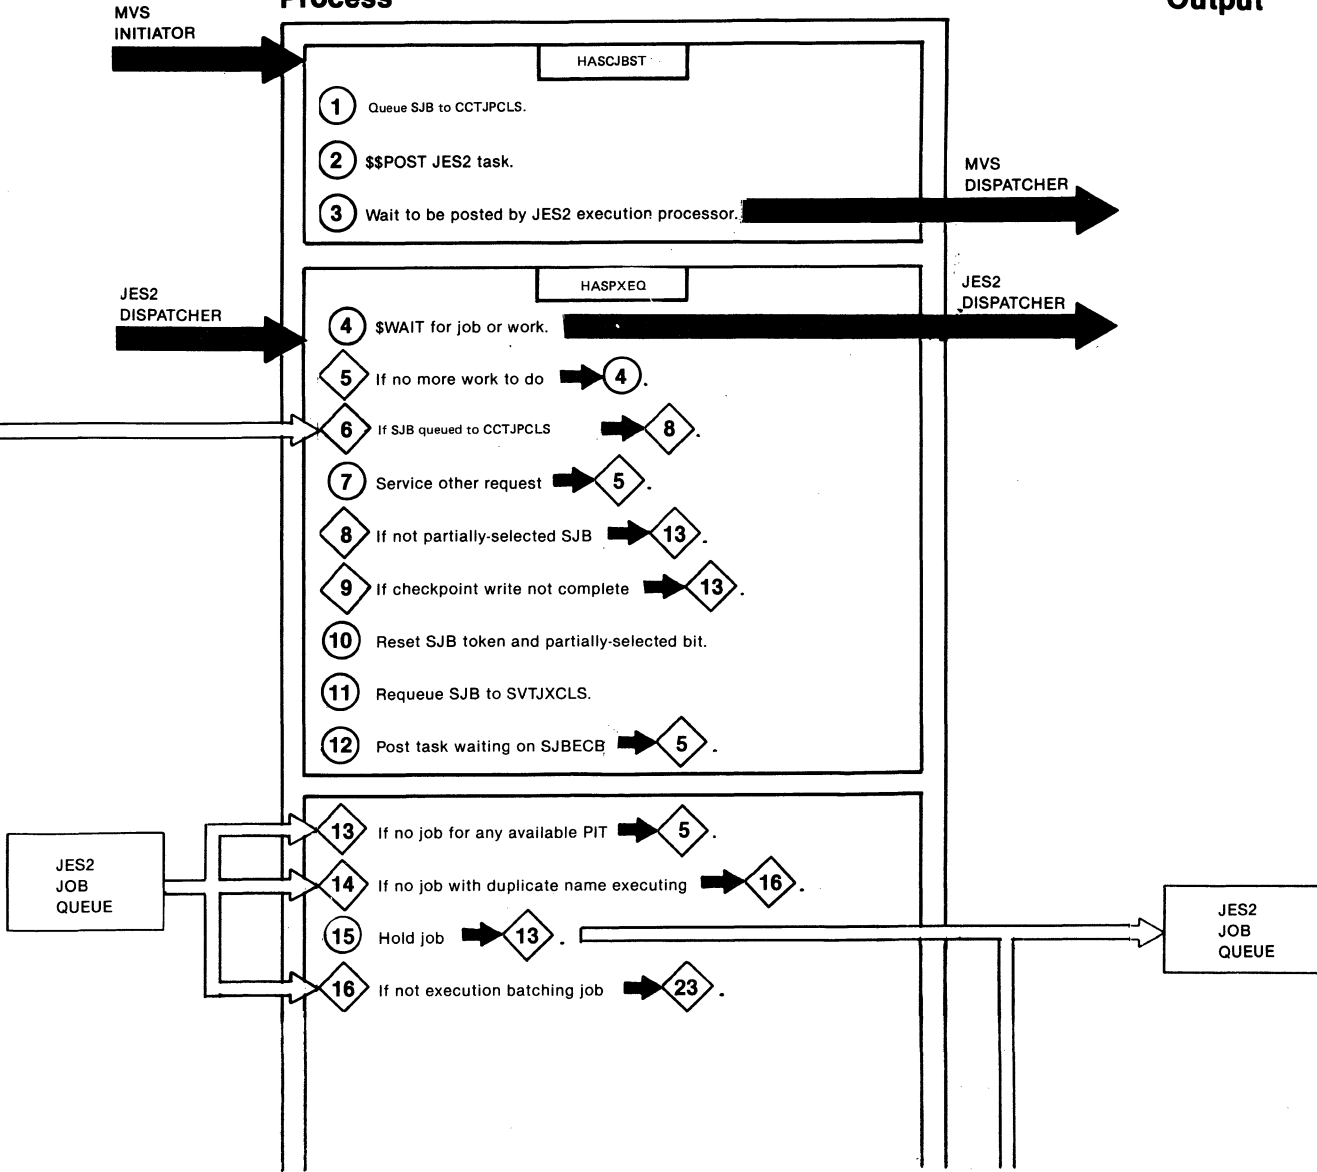 Process
Output
MVS
INITIATOR
HASCJBST
1 Queue SJB to CCTJPCLS.
2 $$POST JES2 task.
MVS
DISPATCHER
3 Wait to be posted by JES2 execution processor.
JES2
DISPATCHER
HASPXEQ
JES2
DISPATCHER
4 $WAIT for job or work.
5 If no more work to do 4 .
6 If SJB queued to CCTJPCLS 8 .
7 Service other request 5 .
8 If not partially-selected SJB 13 .
9 If checkpoint write not complete 13 .
10 Reset SJB token and partially-selected bit.
11 Requeue SJB to SVTJXCLS.
12 Post task waiting on SJBECB 5 .
13 If no job for any available PIT 5 .
JES2
JOB
QUEUE
14 If no job with duplicate name executing 16 .
15 Hold job 13 .
JES2
JOB
QUEUE
16 If not execution batching job 23 .